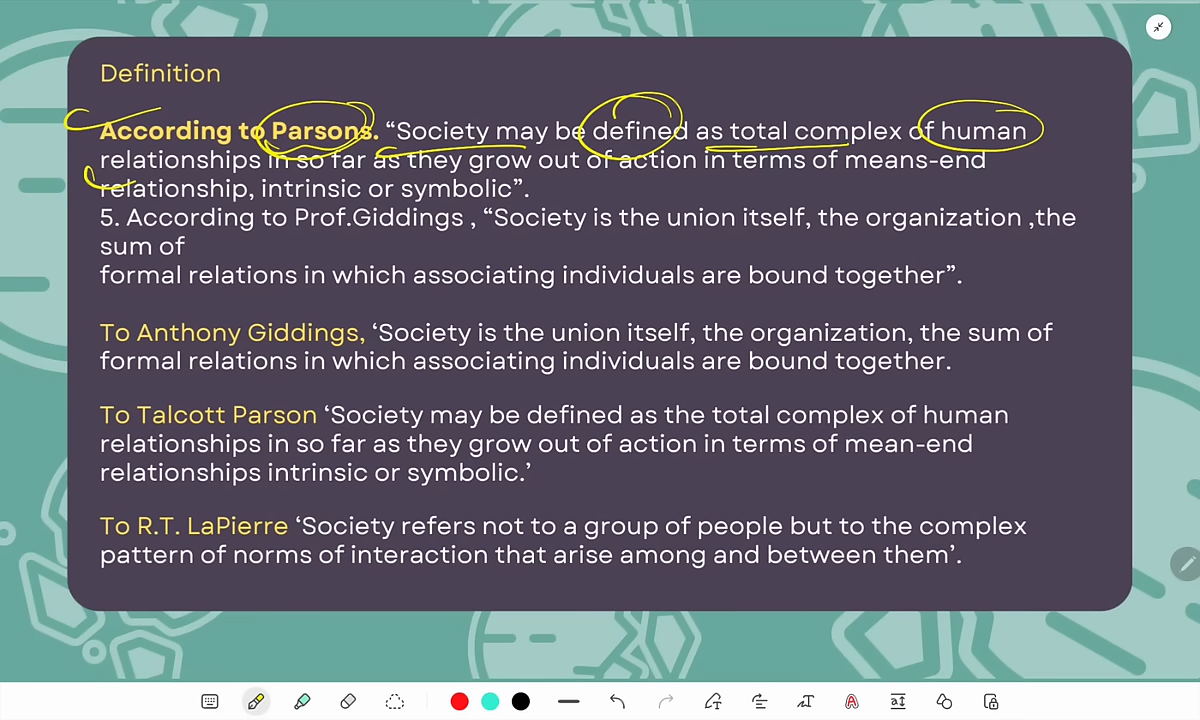 Definition
According to Parsons. “Society may be defined as total complex of human
relationships in so far as they grow out of action in terms of means-end
relationship, intrinsic or symbolic”.
5. According to Prof.Giddings , “Society is the union itself, the organization ,the
sum of
formal relations in which associating individuals are bound together”.
To Anthony Giddings, ‘Society is the union itself, the organization, the sum of
formal relations in which associating individuals are bound together.
To Talcott Parson ‘Society may be defined as the total complex of human
relationships in so far as they grow out of action in terms of mean-end
relationships intrinsic or symbolic.’
To R.T. LaPierre ‘Society refers not to a group of people but to the complex
pattern of norms of interaction that arise among and between them’.